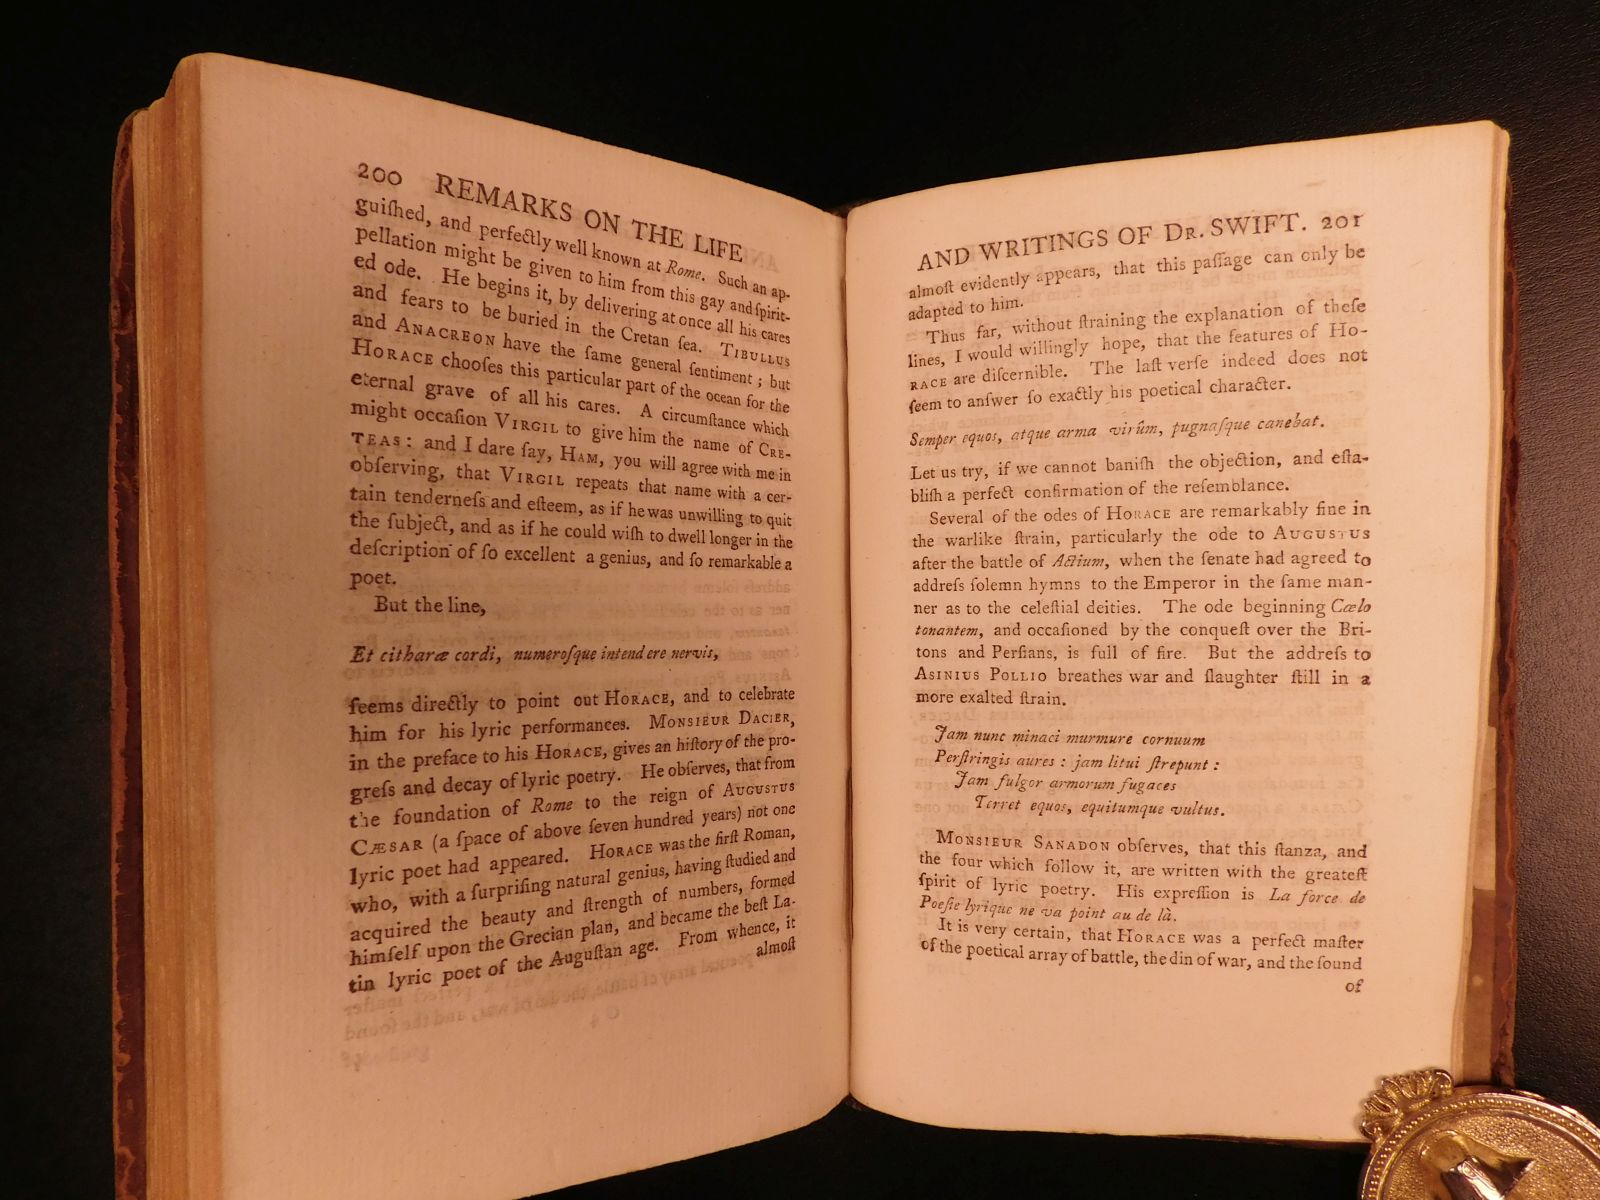 200 REMARKS ON THE LIFE
guiſhed, and perfectly well known at Rome. Such an ap-
pellation might be given to him from this gay and ſpirit-
ed ode. He begins it, by delivering at once all his cares
and fears to be buried in the Cretan ſea. TIBULLUS
and ANACREON have the ſame general ſentiment; but
HORACE chooſes this particular part of the ocean for the
eternal grave of all his cares. A circumſtance which
might occaſion VIRGIL to give him the name of CRE-
TEAS: and I dare ſay, HAM, you will agree with me in
obſerving, that VIRGIL repeats that name with a cer-
tain tenderneſs and eſteem, as if he was unwilling to quit
the ſubject, and as if he could wiſh to dwell longer in the
deſcription of ſo excellent a genius, and ſo remarkable a
poet.
But the line,
Et citharæ cordi, numeroſque intendere nervis,
ſeems directly to point out HORACE, and to celebrate
him for his lyric performances. MONSIEUR DACIER,
in the preface to his HORACE, gives an hiſtory of the pro-
greſs and decay of lyric poetry. He obſerves, that from
the foundation of Rome to the reign of AUGUSTUS
CÆSAR (a ſpace of above ſeven hundred years) not one
lyric poet had appeared. HORACE was the firſt Roman,
who, with a ſurpriſing natural genius, having ſtudied and
acquired the beauty and ſtrength of numbers, formed
himſelf upon the Grecian plan, and became the beſt La-
tin lyric poet of the Auguſtan age. From whence, it
almoſt
AND WRITINGS OF DR. SWIFT. 201
almoſt evidently appears, that this paſſage can only be
adapted to him.
Thus far, without ſtraining the explanation of theſe
lines, I would willingly hope, that the features of HO-
RACE are diſcernible. The laſt verſe indeed does not
ſeem to anſwer ſo exactly his poetical character.
Semper equos, atque arma virûm, pugnaſque canebat.
Let us try, if we cannot baniſh the objection, and eſta-
bliſh a perfect confirmation of the reſemblance.
Several of the odes of HORACE are remarkably fine in
the warlike ſtrain, particularly the ode to AUGUSTUS
after the battle of Actium, when the ſenate had agreed to
addreſs ſolemn hymns to the Emperor in the ſame man-
ner as to the celeſtial deities. The ode beginning Cælo
tonantem, and occaſioned by the conqueſt over the Bri-
tons and Perſians, is full of fire. But the addreſs to
ASINIUS POLLIO breathes war and ſlaughter ſtill in a
more exalted ſtrain.
Jam nunc minaci murmure cornuum
Perſtringis aures: jam litui ſtrepunt:
Jam fulgor armorum fugaces
Terret equos, equitumque vultus.
MONSIEUR SANADON obſerves, that this ſtanza, and
the four which follow it, are written with the greateſt
ſpirit of lyric poetry. His expreſſion is La force de
Poeſie lyrique ne va point au de là.
It is very certain, that HORACE was a perfect maſter
of the poetical array of battle, the din of war, and the ſound
of